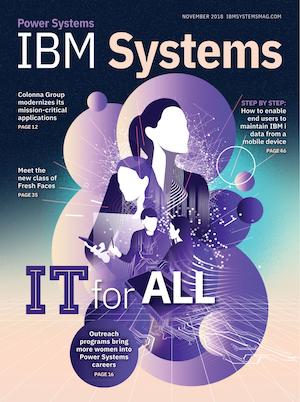 Power Systems
NOVEMBER 2018 IBMSYSTEMSMAG.COM
IBM Systems
Colonna Group
modernizes its
mission-critical
applications
PAGE 12
STEP BY STEP:
How to enable
end users to
maintain IBM i
data from a
mobile device
PAGE 46
Meet the
new class of
Fresh Faces
PAGE 35
IT for ALL
Outreach
programs bring
more women into
Power Systems
careers
PAGE 16